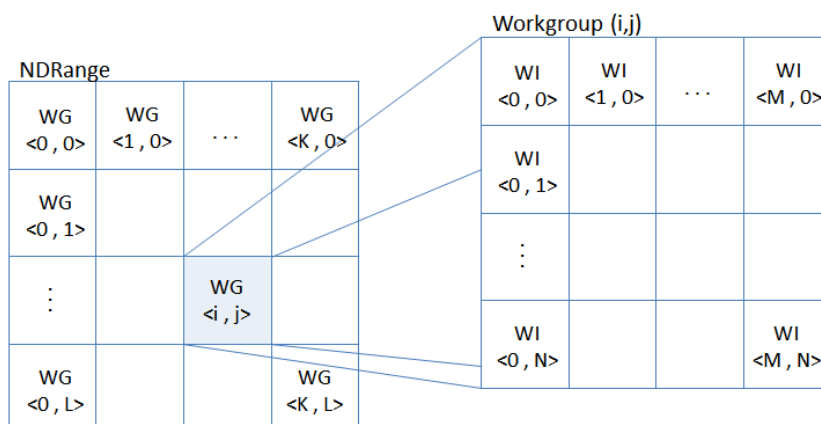 Workgroup (i,j)
NDRange
WG WG WG
<0 , 0> <1 , 0> . . . <K , 0>
WG
<0 , 1>
⋮ WG
<i , j>
WG WG
<0 , L> <K , L>
WI WI WI
<0 , 0> <1 , 0> . . . <M , 0>
WI
<0 , 1>
⋮
WI WI
<0 , N> <M , N>